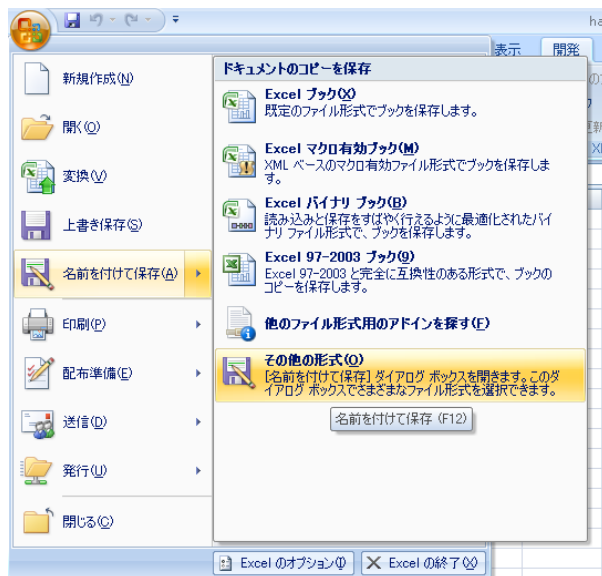 ha
表示
開発
新規作成(N)
開く(O)
変換(V)
上書き保存(S)
名前を付けて保存(A)
印刷(P)
配布準備(E)
送信(D)
発行(U)
閉じる(C)
ドキュメントのコピーを保存
Excel ブック(X)
既定のファイル形式でブックを保存します。
Excel マクロ有効ブック(M)
XML ベースのマクロ有効ファイル形式でブックを保存しま
す。
Excel バイナリ ブック(B)
読み込みと保存をすばやく行えるように最適化されたバイ
ナリ ファイル形式で、ブックを保存します。
Excel 97-2003 ブック(9)
Excel 97-2003 と完全に互換性のある形式で、ブックの
コピーを保存します。
他のファイル形式用のアドインを探す(F)
その他の形式(O)
[名前を付けて保存] ダイアログ ボックスを開きます。このダ
イアログ ボックスでさまざまなファイル形式を選択できます。
名前を付けて保存 (F12)
Excel のオプション(I)
Excel の終了(X)